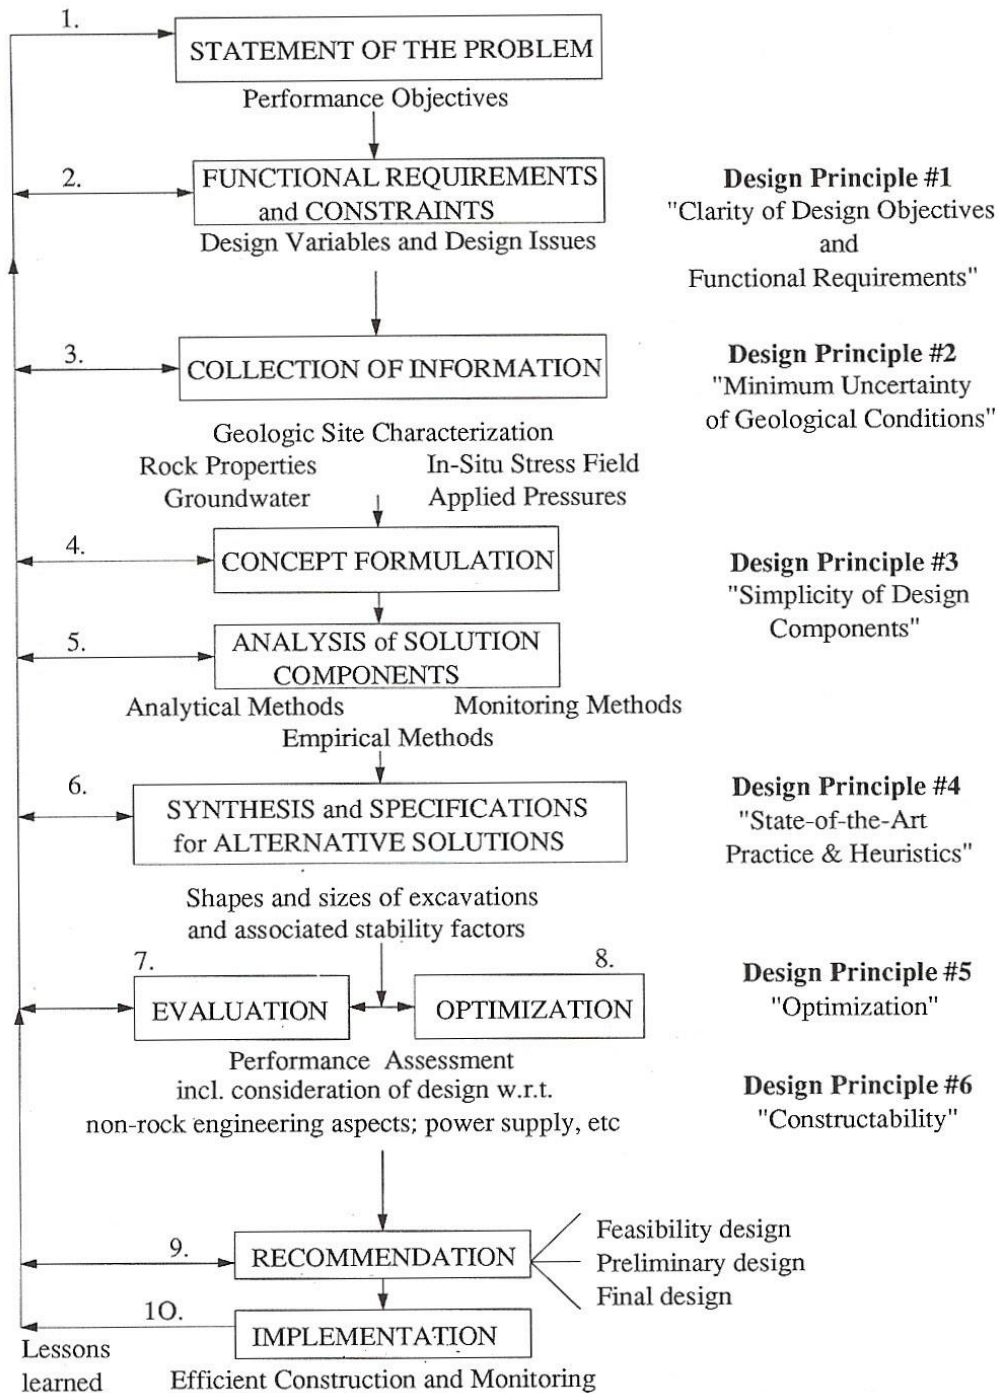 1.
STATEMENT OF THE PROBLEM
Performance Objectives
2.
FUNCTIONAL REQUIREMENTS
and CONSTRAINTS
Design Variables and Design Issues
Design Principle #1
"Clarity of Design Objectives
and
Functional Requirements"
3.
COLLECTION OF INFORMATION
Design Principle #2
"Minimum Uncertainty
of Geological Conditions"
Geologic Site Characterization
Rock Properties In-Situ Stress Field
Groundwater Applied Pressures
4.
CONCEPT FORMULATION
Design Principle #3
"Simplicity of Design
Components"
5.
ANALYSIS of SOLUTION
COMPONENTS
Analytical Methods Monitoring Methods
Empirical Methods
6.
SYNTHESIS and SPECIFICATIONS
for ALTERNATIVE SOLUTIONS
Design Principle #4
"State-of-the-Art
Practice & Heuristics"
Shapes and sizes of excavations
and associated stability factors
7. 8.
EVALUATION OPTIMIZATION
Design Principle #5
"Optimization"
Performance Assessment
incl. consideration of design w.r.t.
non-rock engineering aspects; power supply, etc
Design Principle #6
"Constructability"
9.
RECOMMENDATION
Feasibility design
Preliminary design
Final design
10.
IMPLEMENTATION
Lessons
learned
Efficient Construction and Monitoring